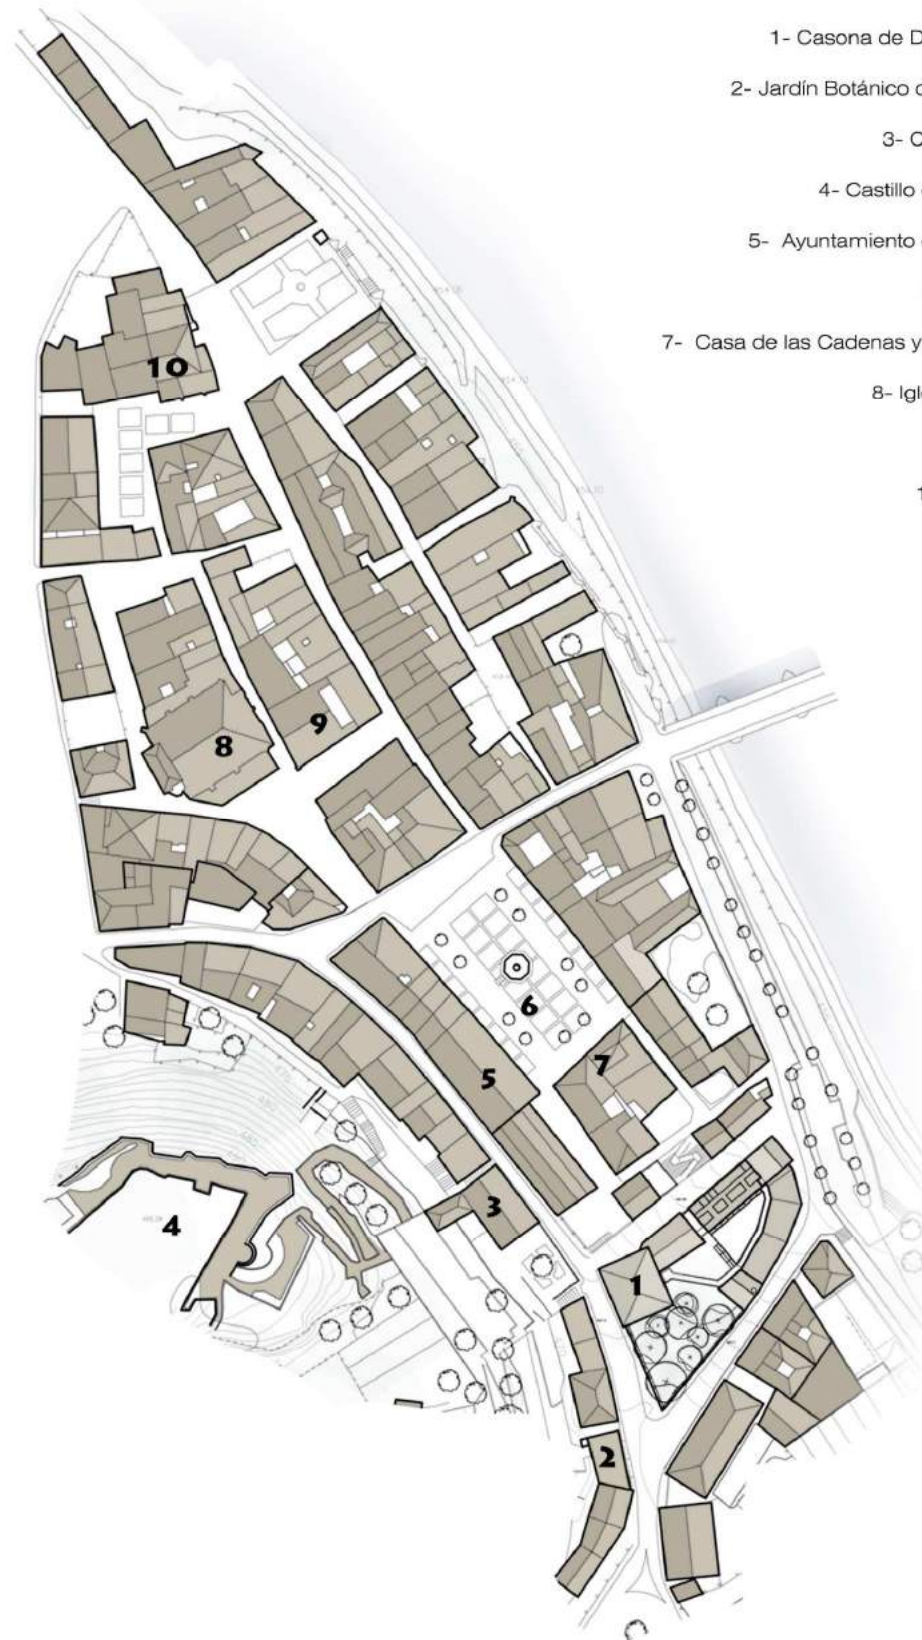 1- Casona de D
2- Jardín Botánico
3- C
4- Castillo
5- Ayuntamiento
7- Casa de las Cadenas y
8- Igl
1
10
9
8
6
7
5
3
4
1
2